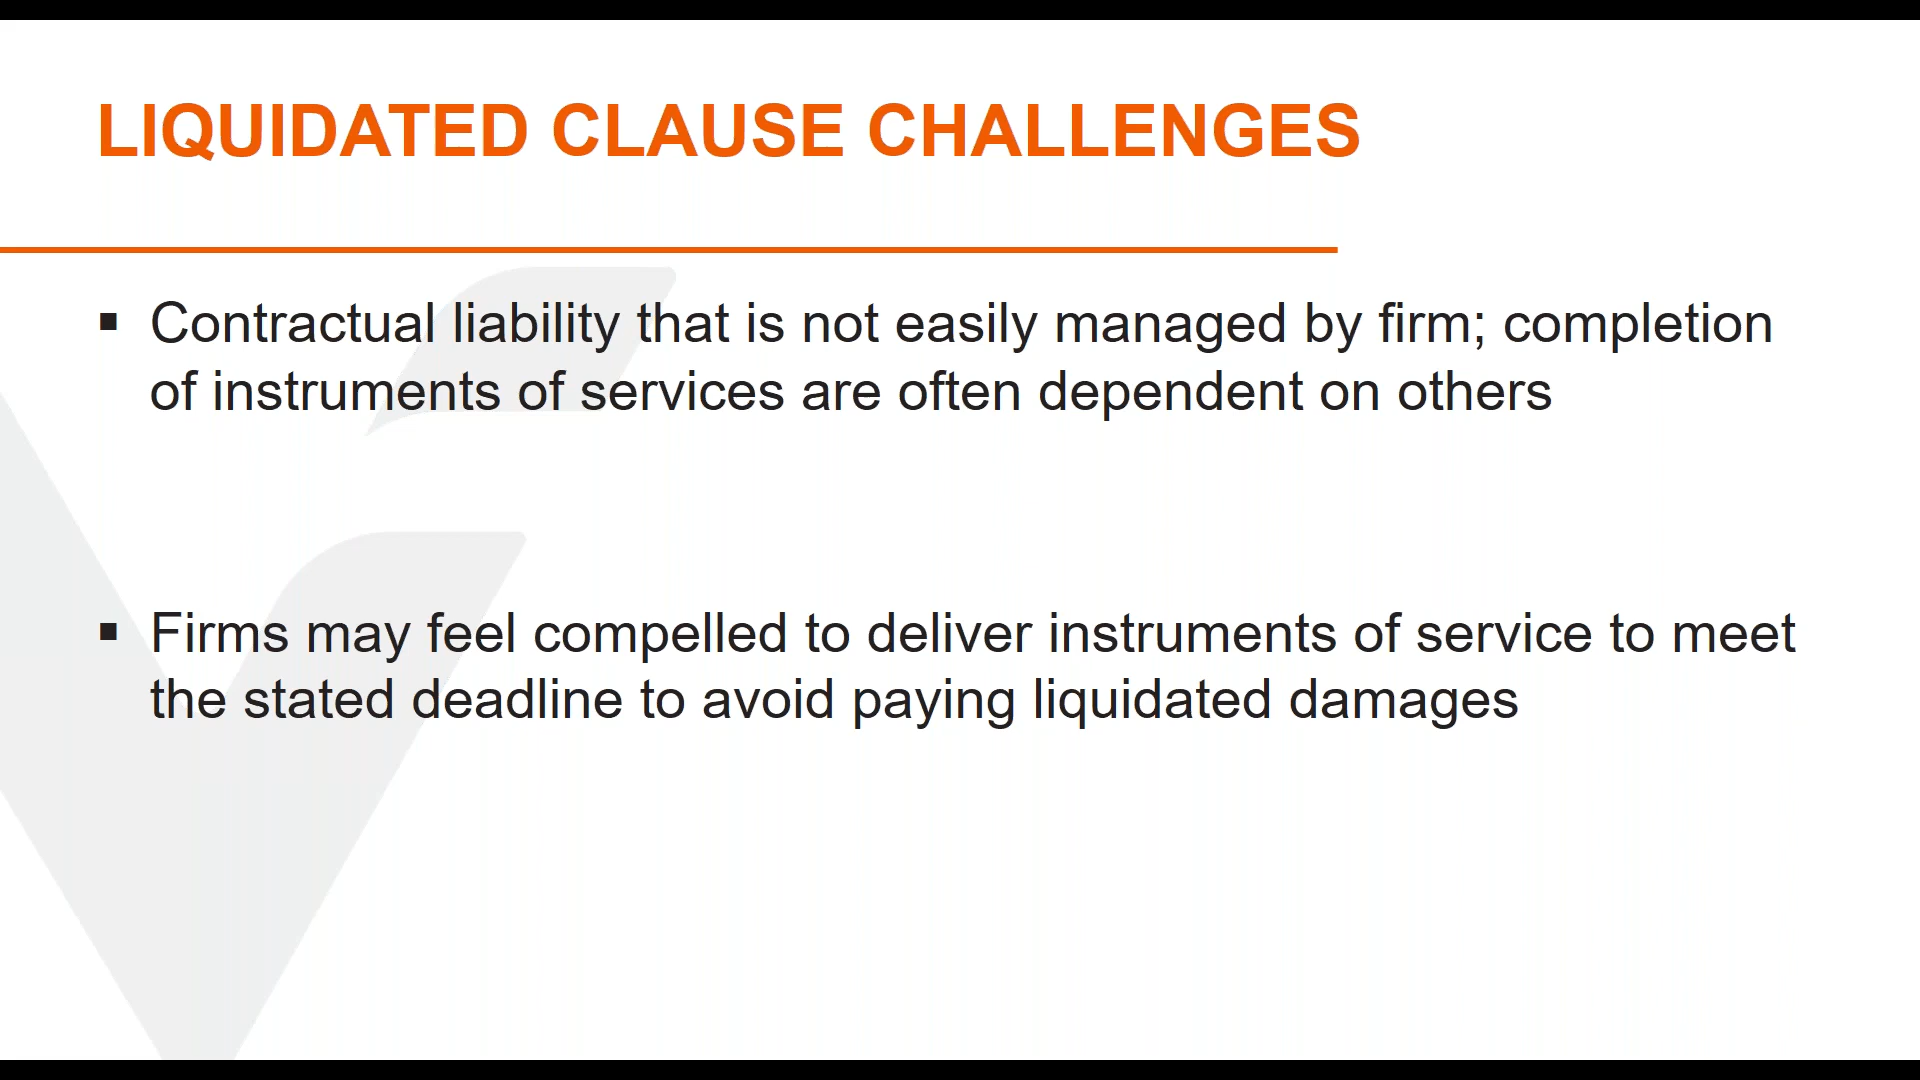 LIQUIDATED CLAUSE CHALLENGES
▪ Contractual liability that is not easily managed by firm; completion
of instruments of services are often dependent on others
▪ Firms may feel compelled to deliver instruments of service to meet
the stated deadline to avoid paying liquidated damages